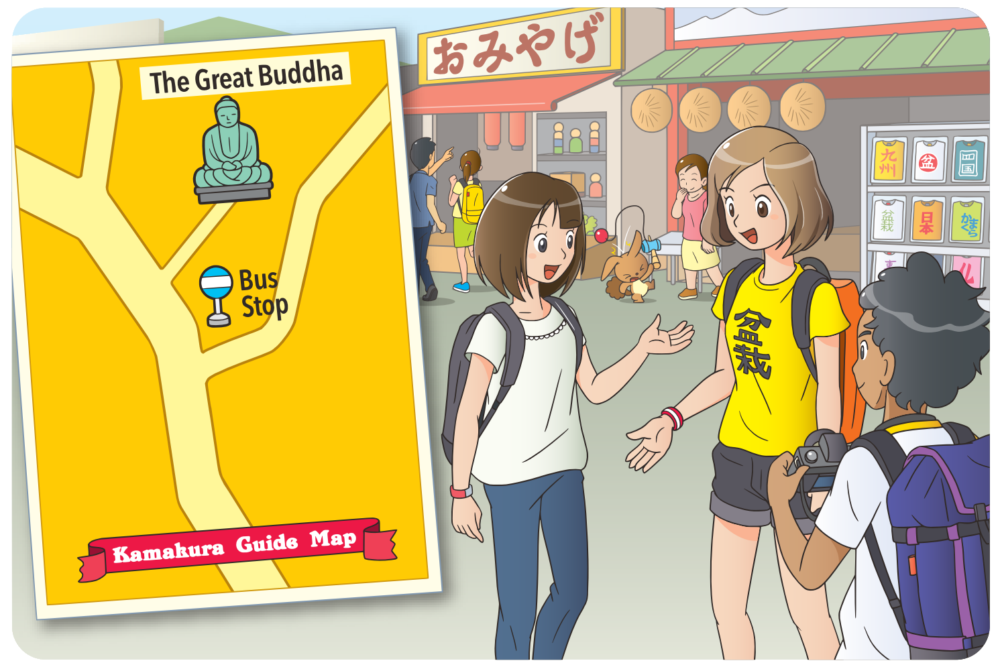 The Great Buddha
Bus
Stop
Kamakura Guide Map
おみやげ
九州
盆
四国
盆栽
日本
かまくら
盆栽